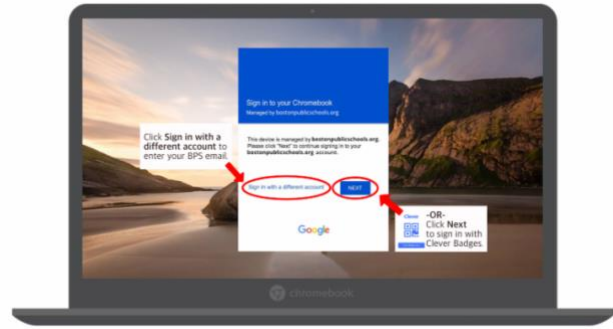 Sign in to your Chromebook
Managed by bostonpublicschools.org
Click Sign in with a
different account to
enter your BPS email.
This device is managed by bostonpublicschools.org.
Please click "Next" to continue signing in to your
bostonpublicschools.org account.
Sign in with a different account
NEXT
Google
Clever
-OR-
Click Next
to sign in with
Clever Badges.
chromebook